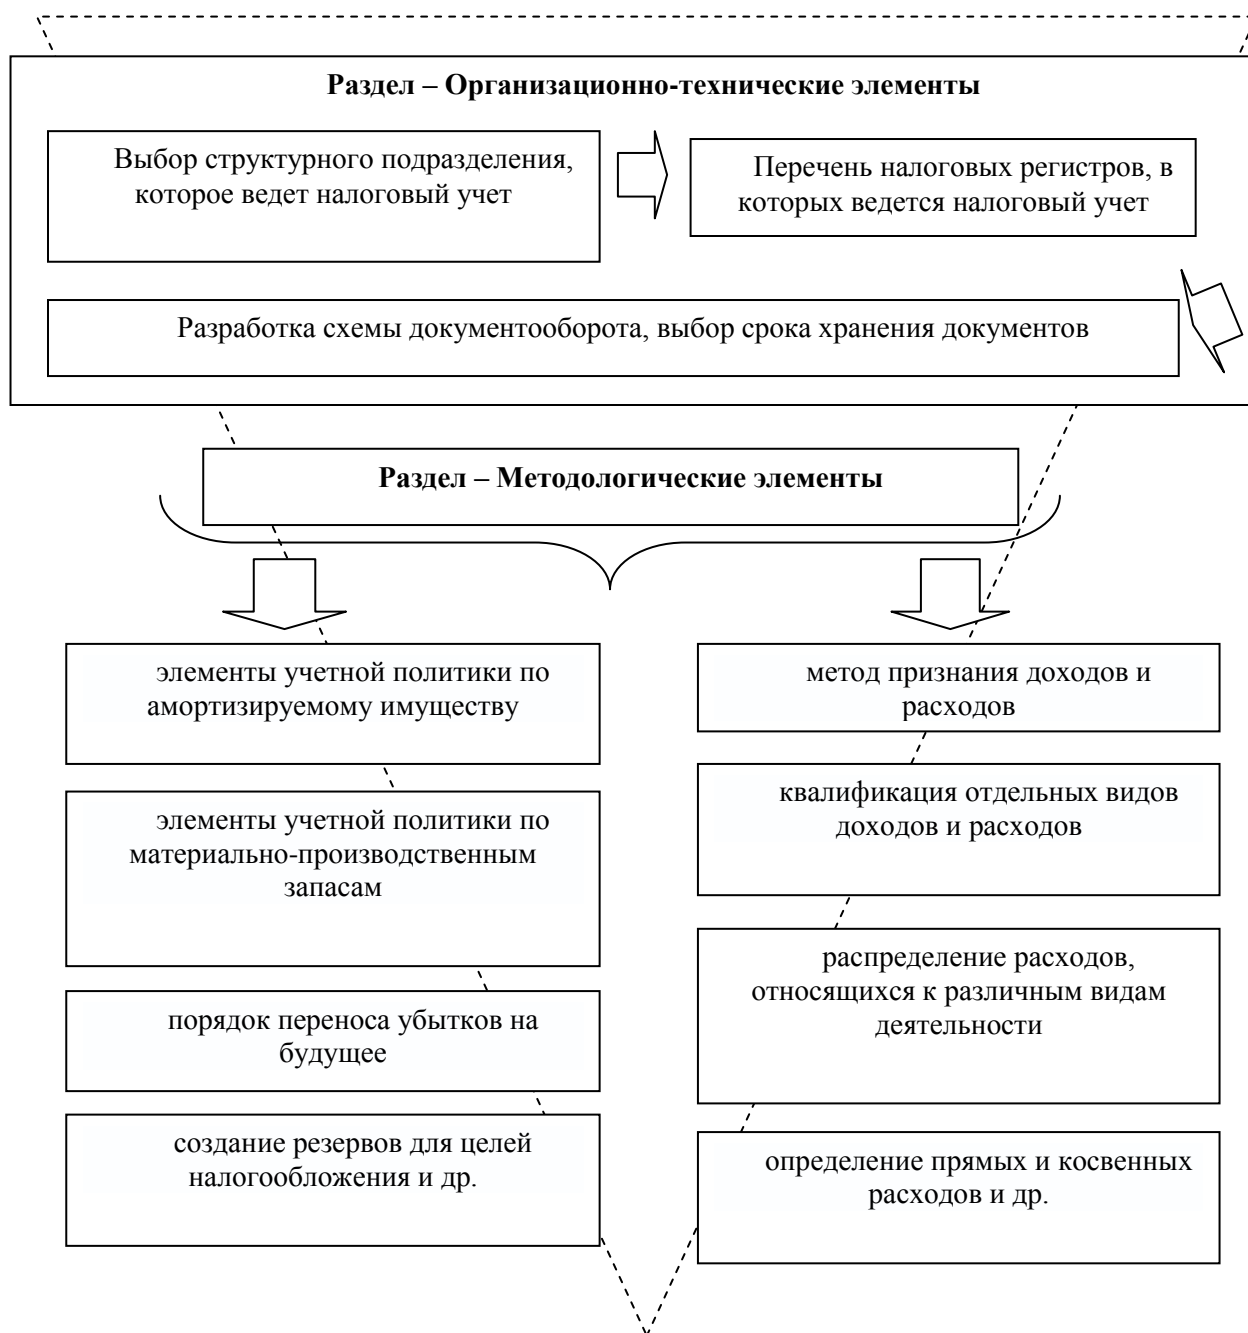 Раздел – Организационно-технические элементы
Выбор структурного подразделения,
которое ведет налоговый учет
Перечень налоговых регистров, в
которых ведется налоговый учет
Разработка схемы документооборота, выбор срока хранения документов
Раздел – Методологические элементы
элементы учетной политики по
амортизируемому имуществу
элементы учетной политики по
материально-производственным
запасам
порядок переноса убытков на
будущее
создание резервов для целей
налогообложения и др.
метод признания доходов и
расходов
квалификация отдельных видов
доходов и расходов
распределение расходов,
относящихся к различным видам
деятельности
определение прямых и косвенных
расходов и др.